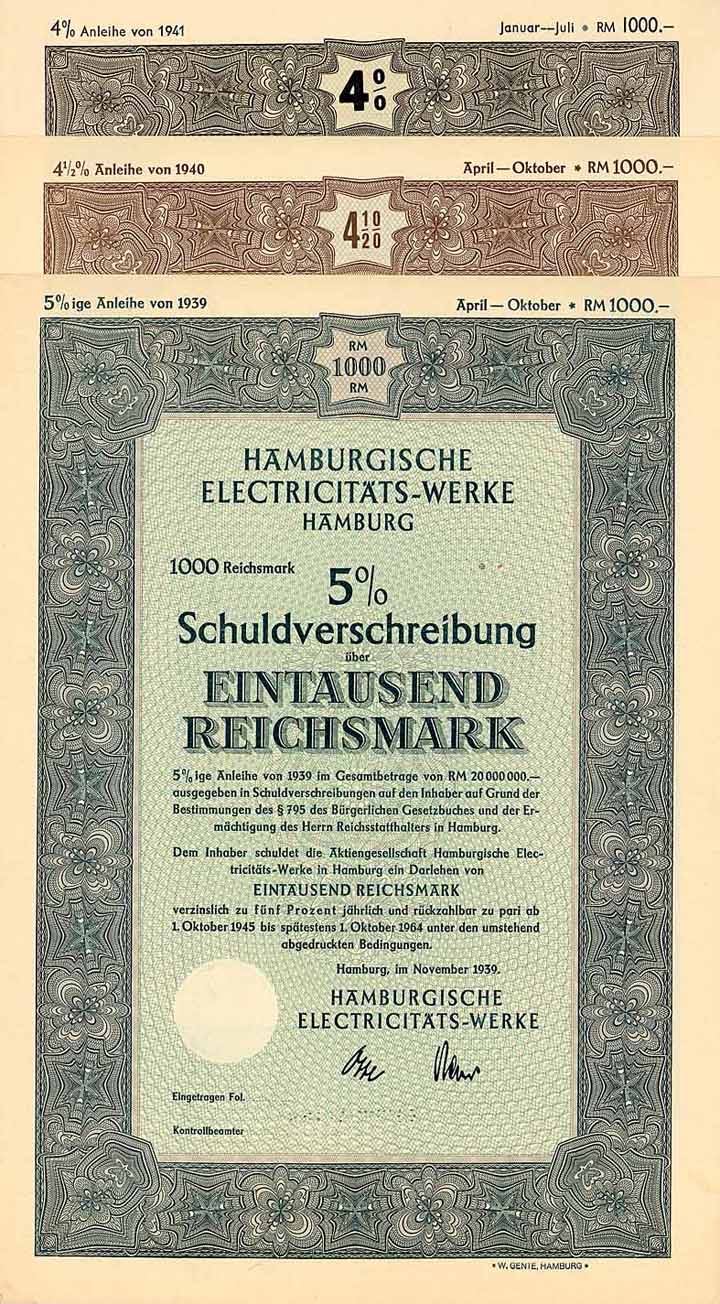 4% Anleihe von 1941 Januar—Juli • RM 1000.–
4%
4½% Anleihe von 1940 April — Oktober * RM 1000.–
4 10/20
5% ige Anleihe von 1939 April — Oktober * RM 1000.–
RM
1000
RM
HAMBURGISCHE
ELECTRICITÄTS-WERKE
HAMBURG
1000 Reichsmark
5%
Schuldverschreibung
über
EINTAUSEND
REICHSMARK
5% ige Anleihe von 1939 im Gesamtbetrage von RM 20 000 000.—
ausgegeben in Schuldverschreibungen auf den Inhaber auf Grund der
Bestimmungen des § 795 des Bürgerlichen Gesetzbuches und der Er-
mächtigung des Herrn Reichsstatthalters in Hamburg.
Dem Inhaber schuldet die Aktiengesellschaft Hamburgische Elec-
tricitäts-Werke in Hamburg ein Darlehen von
EINTAUSEND REICHSMARK
verzinslich zu fünf Prozent jährlich und rückzahlbar zu pari ab
1. Oktober 1945 bis spätestens 1. Oktober 1964 unter den umstehend
abgedruckten Bedingungen.
Hamburg, im November 1939.
HAMBURGISCHE
ELECTRICITÄTS-WERKE
Eingetragen Fol.
Kontrollbeamter
• W. GENTE, HAMBURG •